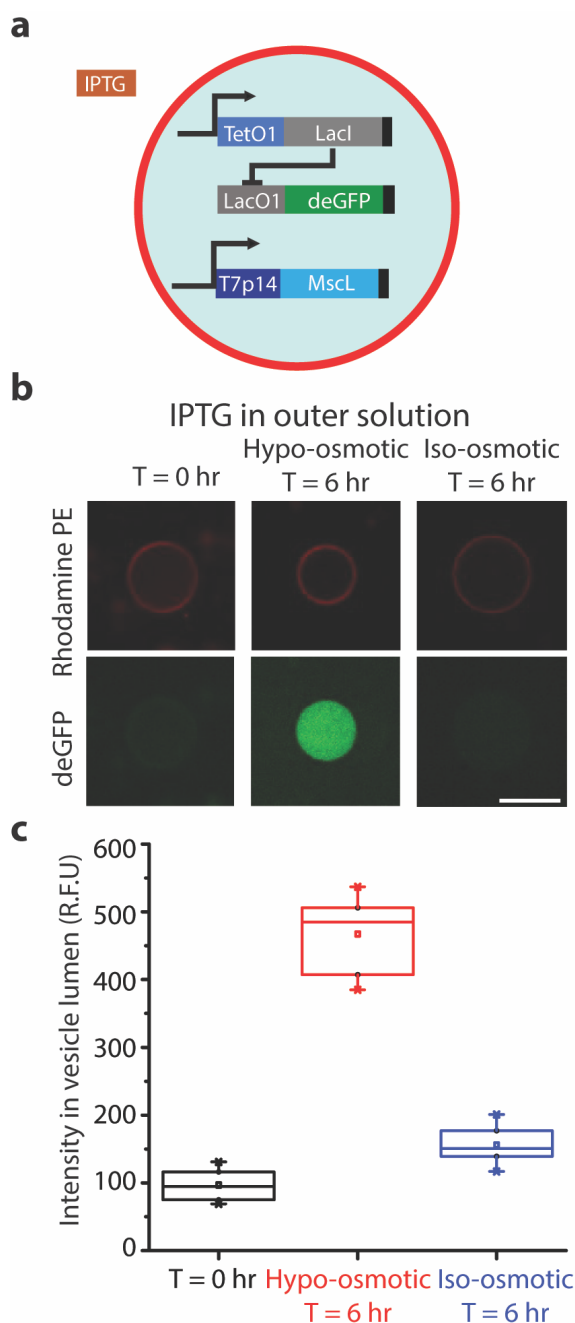 a
IPTG
TetO1 LacI
LacO1 deGFP
T7p14 MscL
b
IPTG in outer solution
T = 0 hr
Hypo-osmotic
T = 6 hr
Iso-osmotic
T = 6 hr
Rhodamine PE
deGFP
c
Intensity in vesicle lumen (R.F.U)
600
500
400
300
200
100
0
T = 0 hr
Hypo-osmotic
T = 6 hr
Iso-osmotic
T = 6 hr